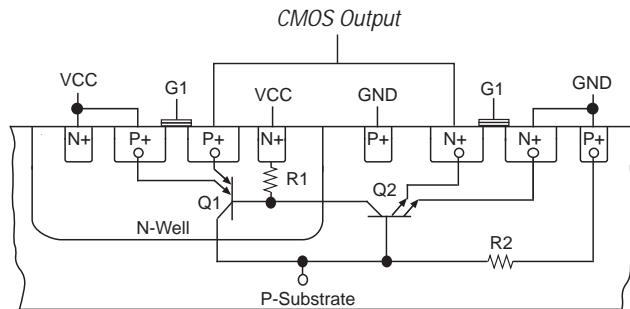 CMOS Output
VCC
G1
VCC
GND
G1
GND
N+
P+
P+
N+
P+
N+
N+
P+
R1
Q1
Q2
N-Well
R2
P-Substrate